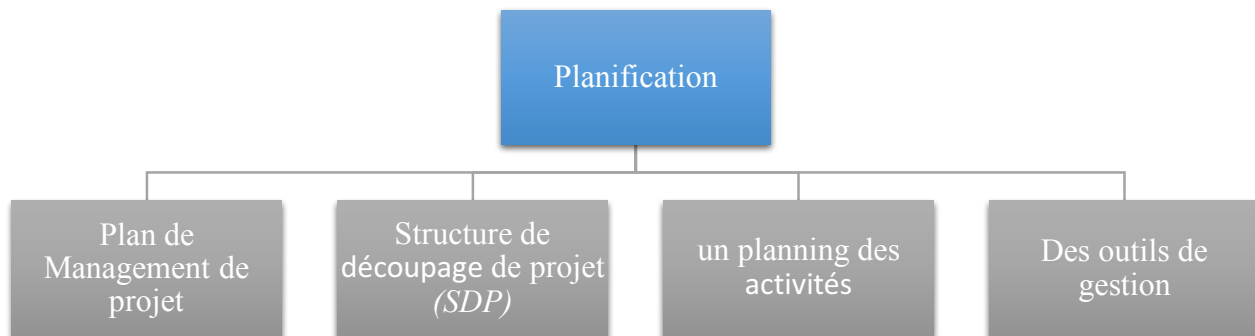 Planification
Plan de
Management de
projet
Structure de
découpage de projet
(SDP)
un planning des
activités
Des outils de
gestion